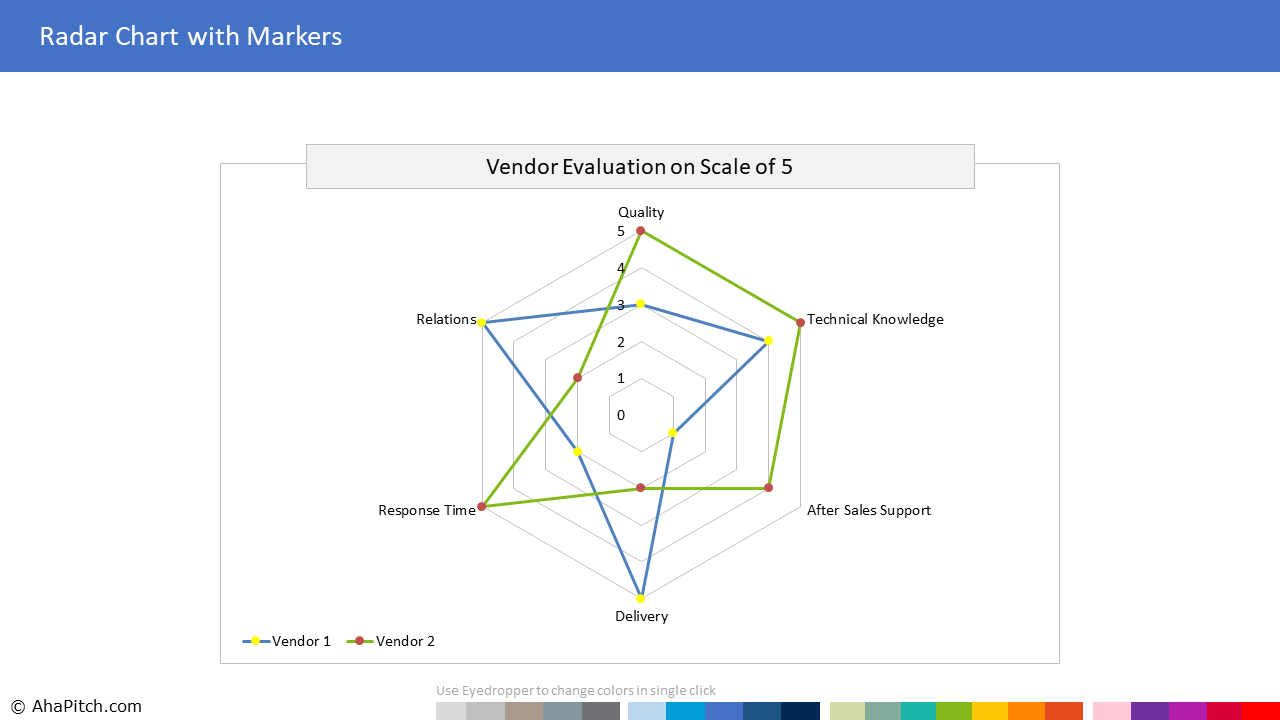 Radar Chart with Markers
Vendor Evaluation on Scale of 5
Quality
5
4
3
2
1
0
Relations
Technical Knowledge
Response Time
After Sales Support
Delivery
Vendor 1 Vendor 2
Use Eyedropper to change colors in single click
© AhaPitch.com